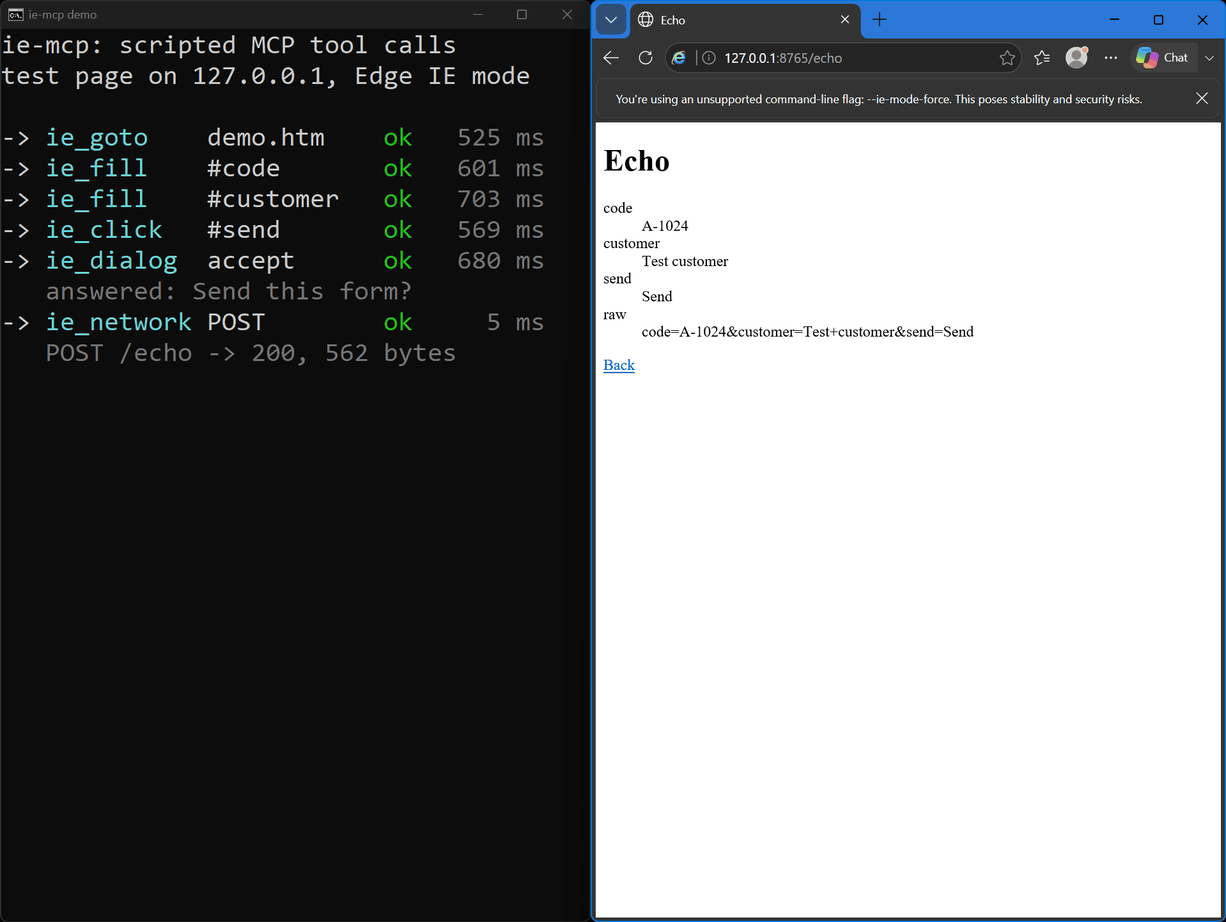 ie-mcp demo
ie-mcp: scripted MCP tool calls
test page on 127.0.0.1, Edge IE mode
-> ie_goto demo.htm ok 525 ms
-> ie_fill #code ok 601 ms
-> ie_fill #customer ok 703 ms
-> ie_click #send ok 569 ms
-> ie_dialog accept ok 680 ms
answered: Send this form?
-> ie_network POST ok 5 ms
POST /echo -> 200, 562 bytes
Echo
127.0.0.1:8765/echo
Chat
You're using an unsupported command-line flag: --ie-mode-force. This poses stability and security risks.
Echo
code
A-1024
customer
Test customer
send
Send
raw
code=A-1024&customer=Test+customer&send=Send
Back